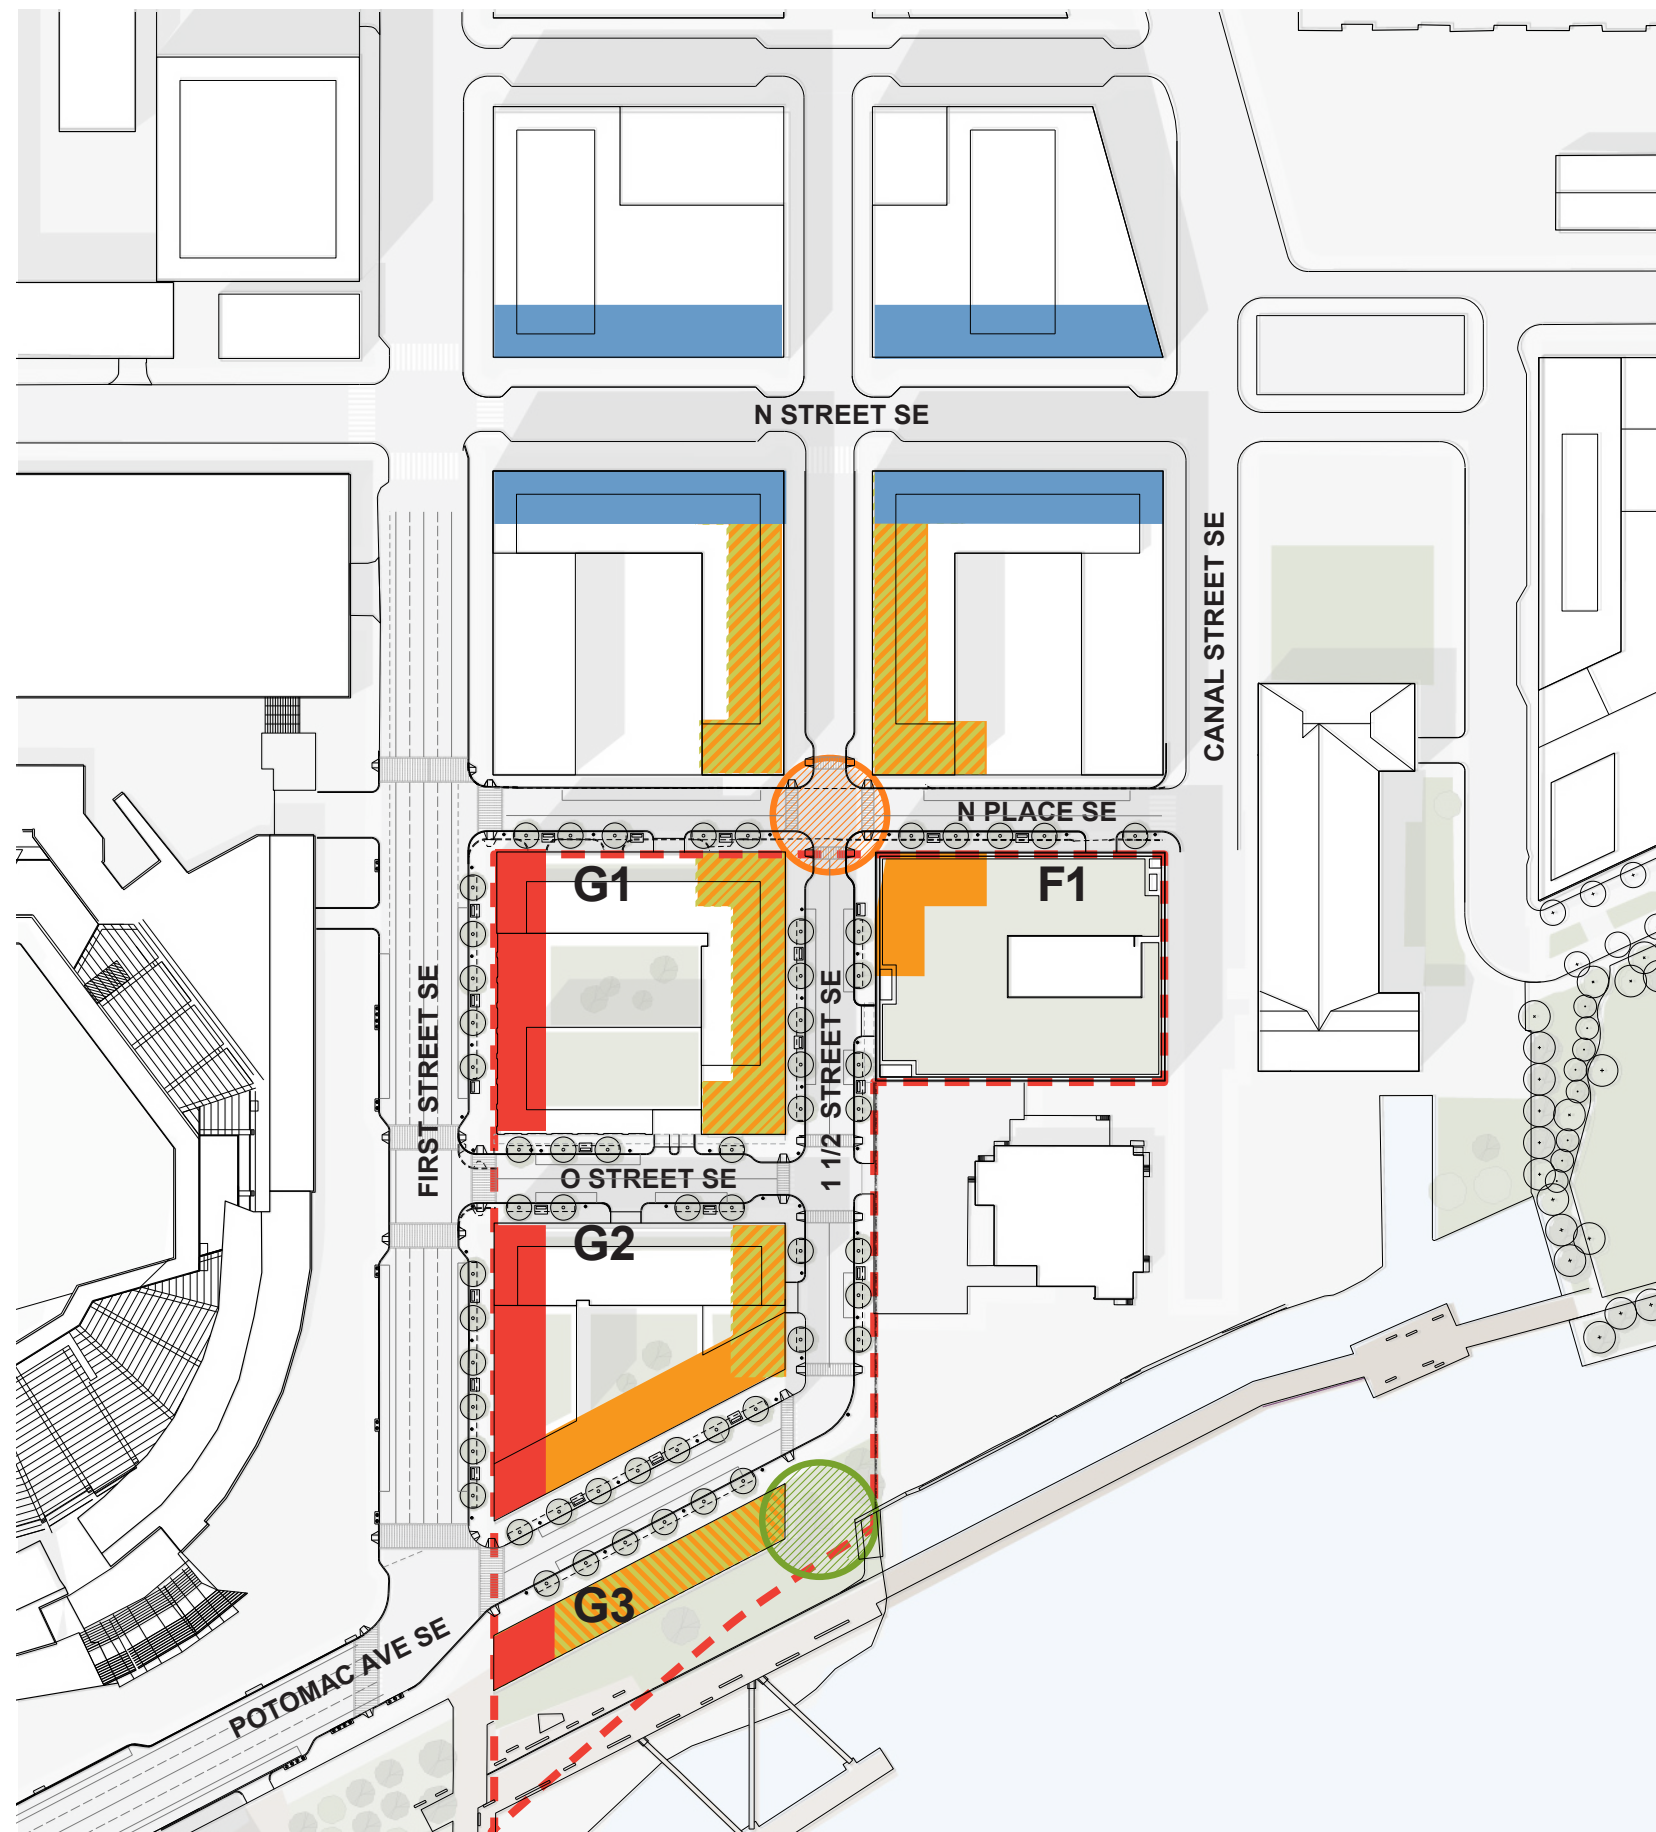 N STREET SE
CANAL STREET SE
N PLACE SE
G1
F1
FIRST STREET SE
1 1/2 STREET SE
O STREET SE
G2
G3
POTOMAC AVE SE